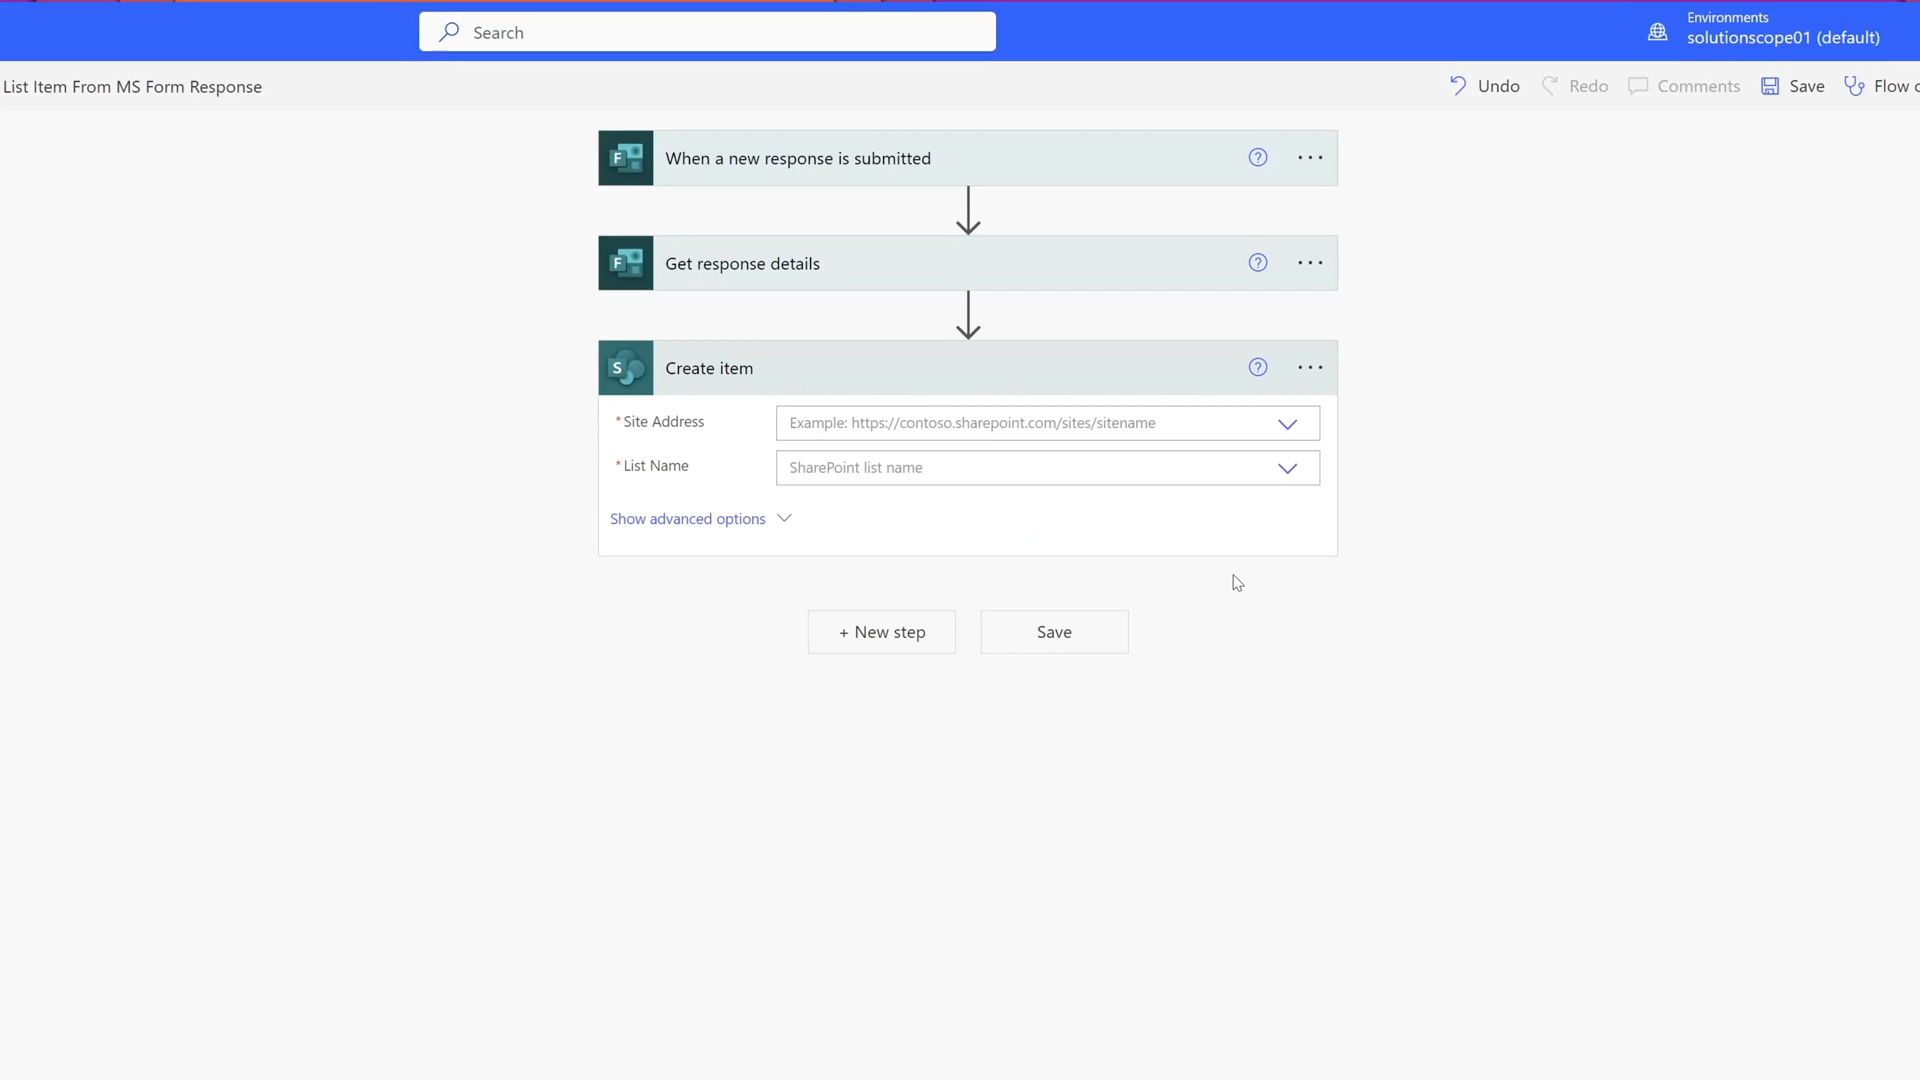 Search
Environments
solutionscope01 (default)
List Item From MS Form Response
Undo
Redo
Comments
Save
Flow c
F
When a new response is submitted
?
...
F
Get response details
?
...
S
Create item
?
...
* Site Address
Example: https://contoso.sharepoint.com/sites/sitename
* List Name
SharePoint list name
Show advanced options
+ New step
Save